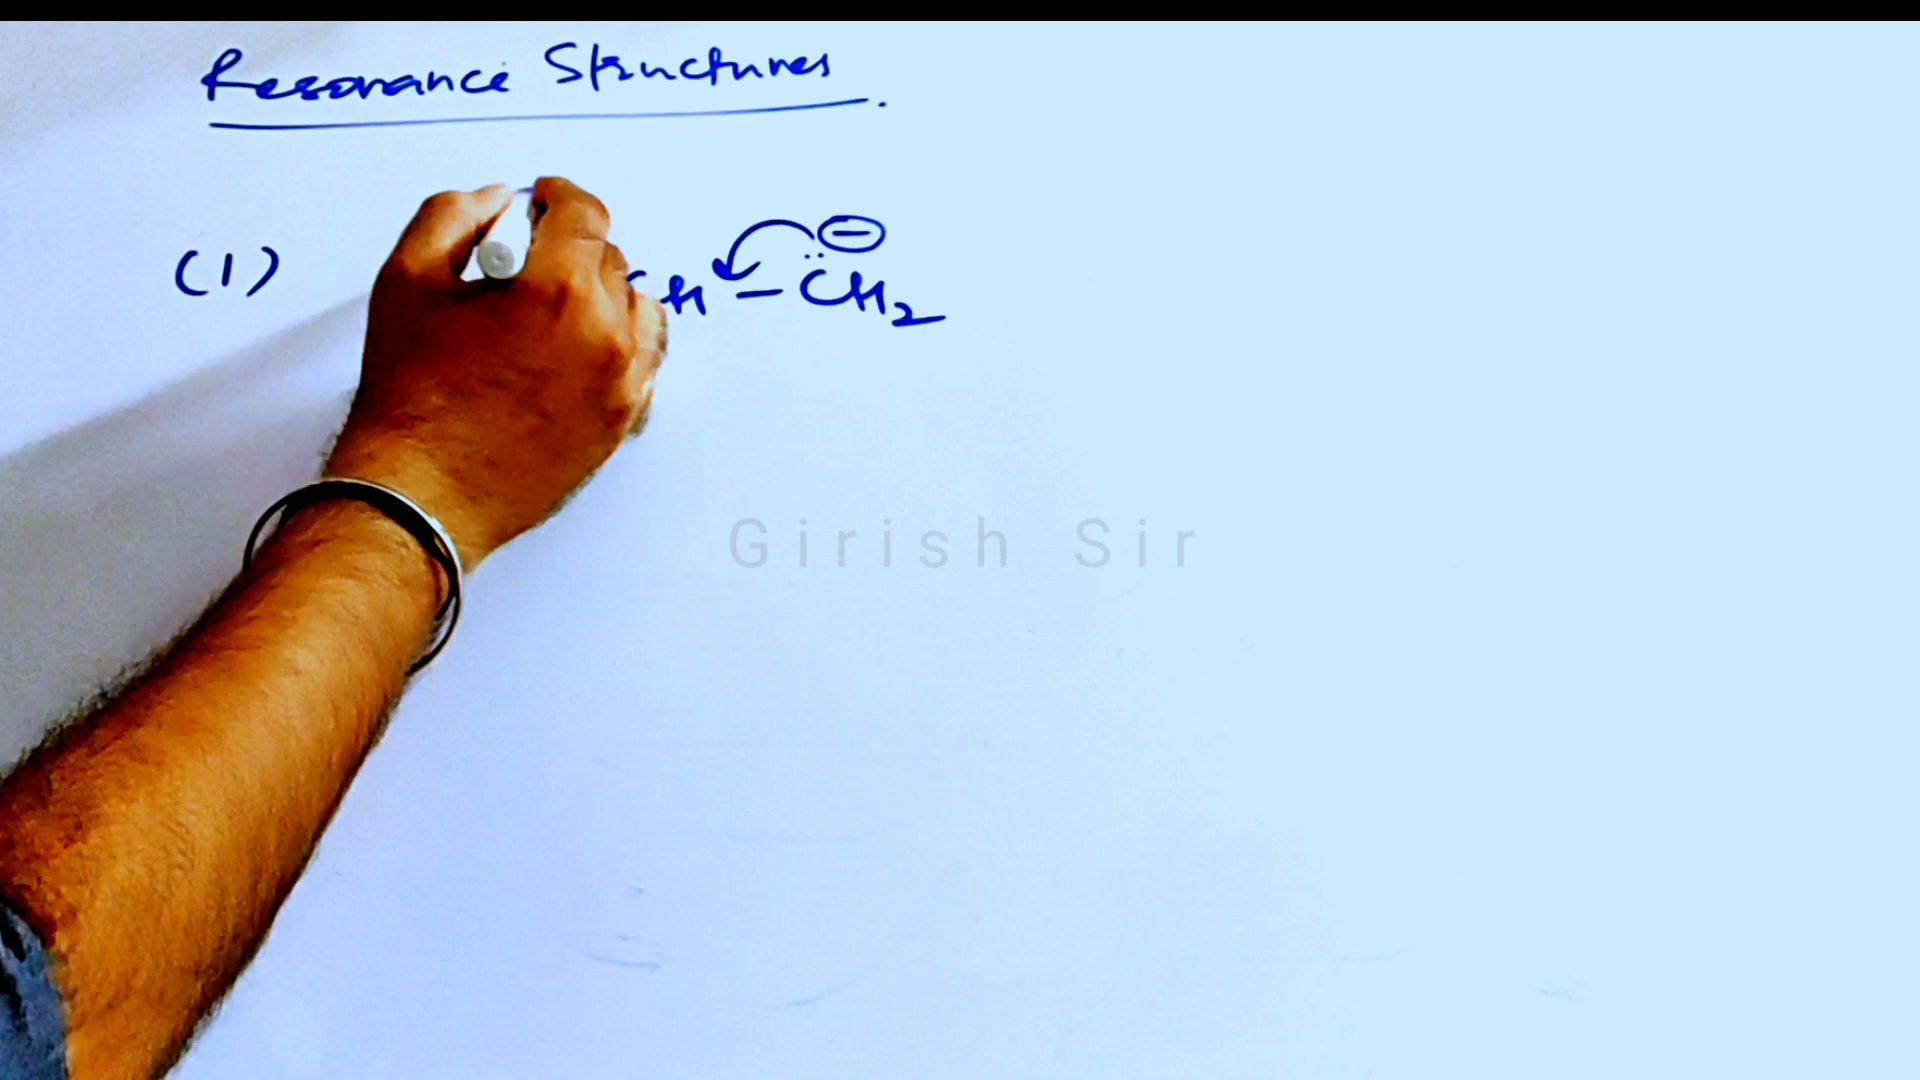 Resonance Structures.
(1) CH – C̈H₂ ⊖
Girish Sir